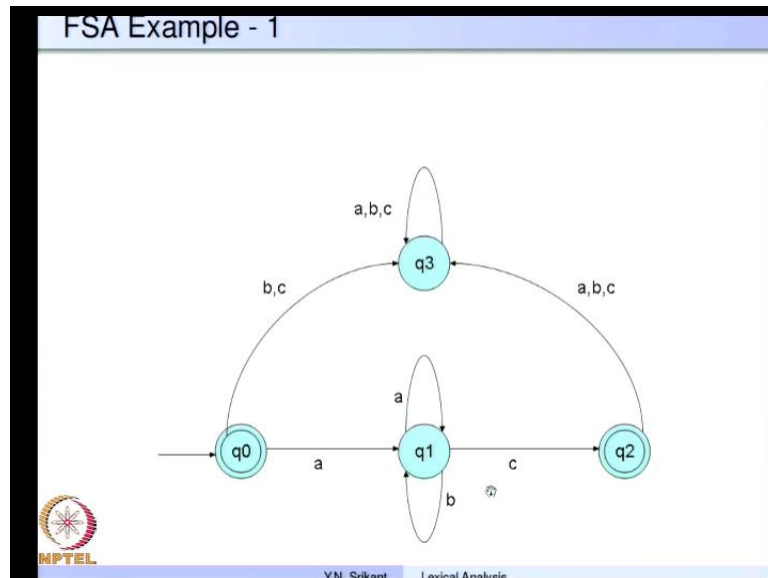 FSA Example - 1
a,b,c
q3
b,c
a,b,c
a
q0
a
q1
c
q2
b
NPTEL
Y.N. Srikant
Lexical Analysis